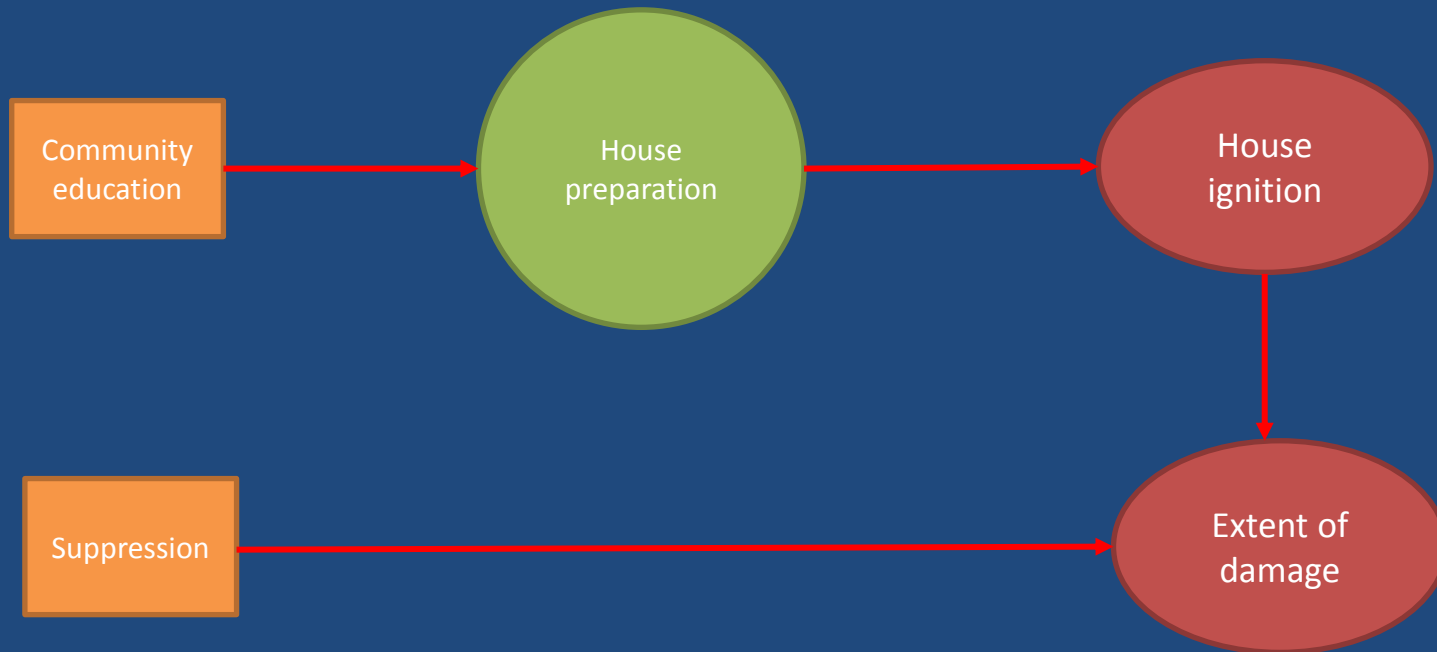 Community
education
House
preparation
House
ignition
Suppression
Extent of
damage